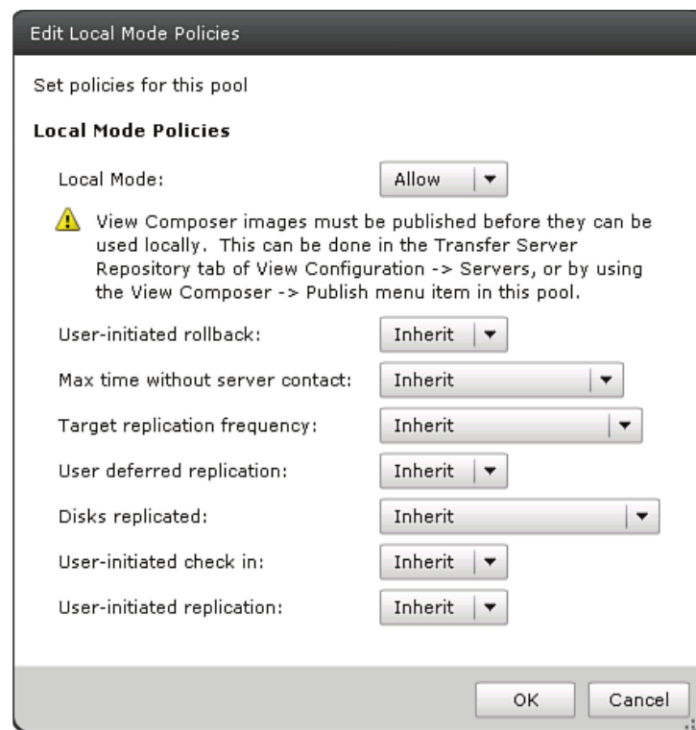 Edit Local Mode Policies
Set policies for this pool
Local Mode Policies
Local Mode: Allow
View Composer images must be published before they can be
used locally. This can be done in the Transfer Server
Repository tab of View Configuration -> Servers, or by using
the View Composer -> Publish menu item in this pool.
User-initiated rollback: Inherit
Max time without server contact: Inherit
Target replication frequency: Inherit
User deferred replication: Inherit
Disks replicated: Inherit
User-initiated check in: Inherit
User-initiated replication: Inherit
OK Cancel